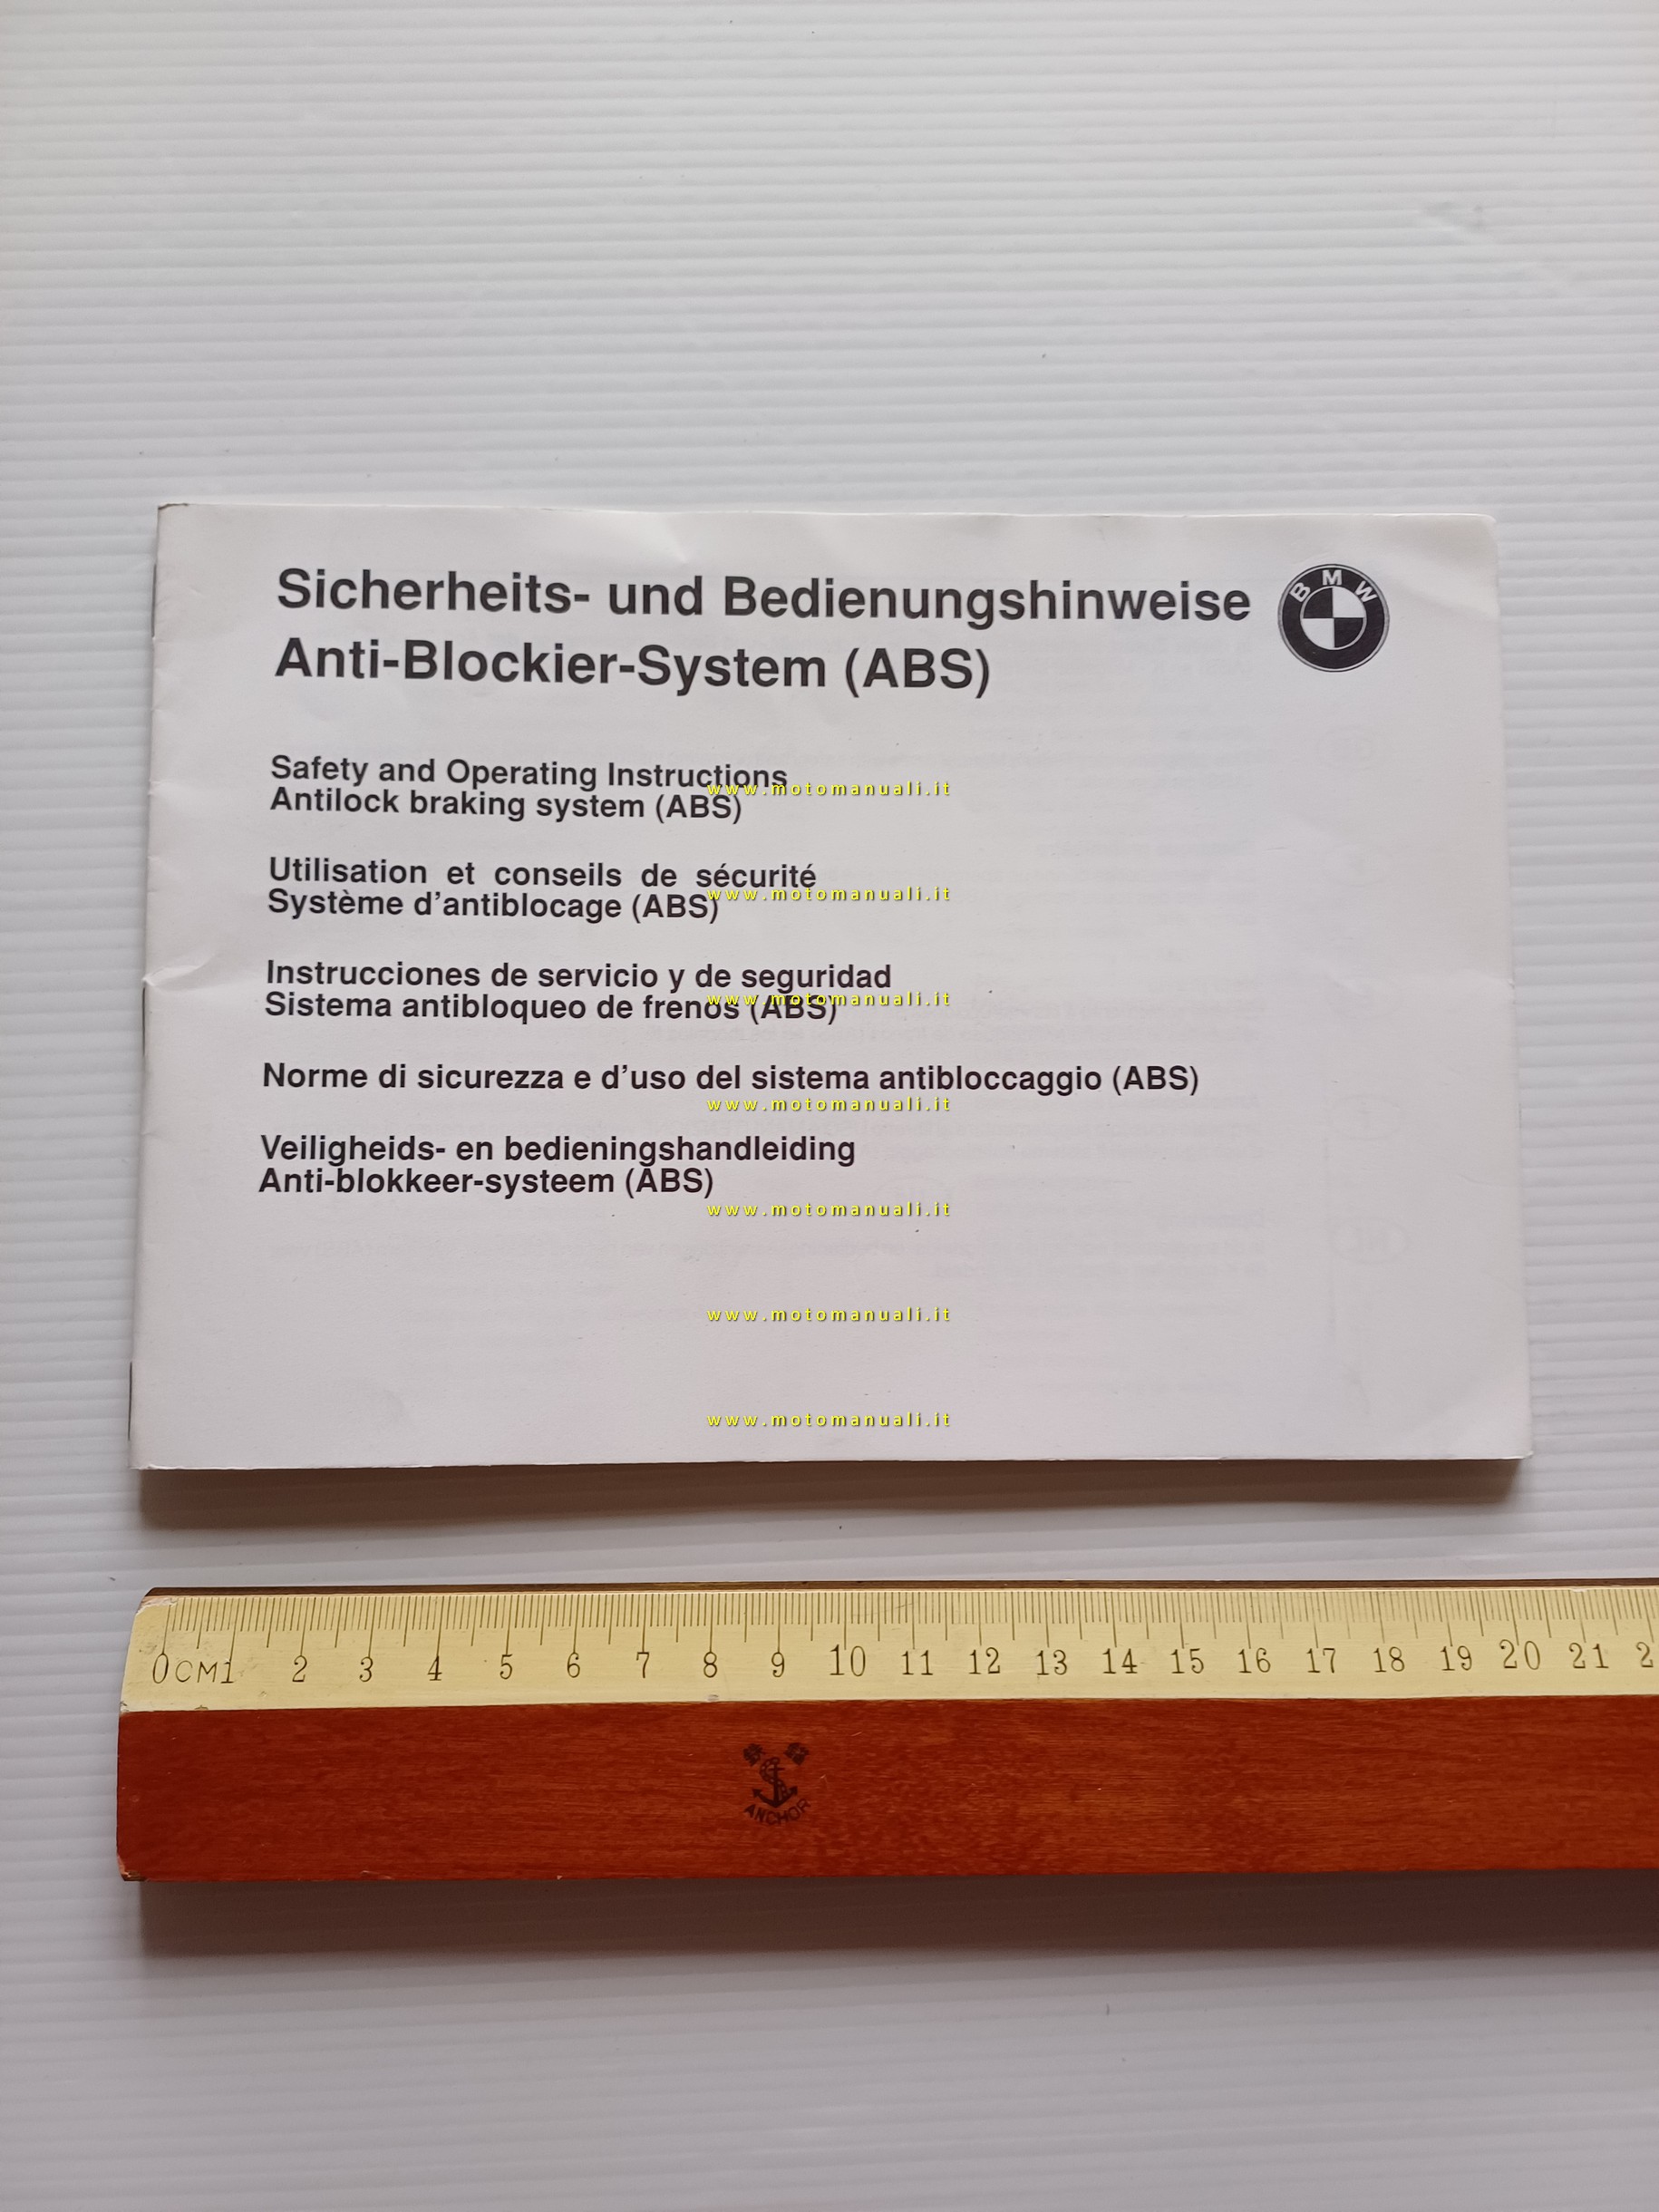 Sicherheits- und Bedienungshinweise
Anti-Blockier-System (ABS)
BMW
Safety and Operating Instructions
Antilock braking system (ABS)
www.motomanuali.it
Utilisation et conseils de sécurité
Système d'antiblocage (ABS)
www.motomanuali.it
Instrucciones de servicio y de seguridad
Sistema antibloqueo de frenos (ABS)
www.motomanuali.it
Norme di sicurezza e d'uso del sistema antibloccaggio (ABS)
www.motomanuali.it
Veiligheids- en bedieningshandleiding
Anti-blokkeer-systeem (ABS)
www.motomanuali.it
www.motomanuali.it
www.motomanuali.it
0CM1 2 3 4 5 6 7 8 9 10 11 12 13 14 15 16 17 18 19 20 21 2
ANCHOR